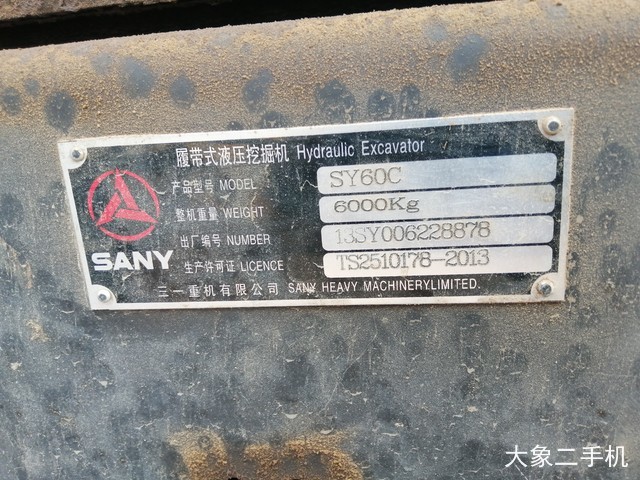 履带式液压挖掘机 Hydraulic Excavator
产品型号 MODEL SY60C
整机重量 WEIGHT 6000Kg
出厂编号 NUMBER 13SY006228878
生产许可证 LICENCE TS2510178-2013
SANY
三一重机有限公司 SANY HEAVY MACHINERYLIMITED.
大象二手机